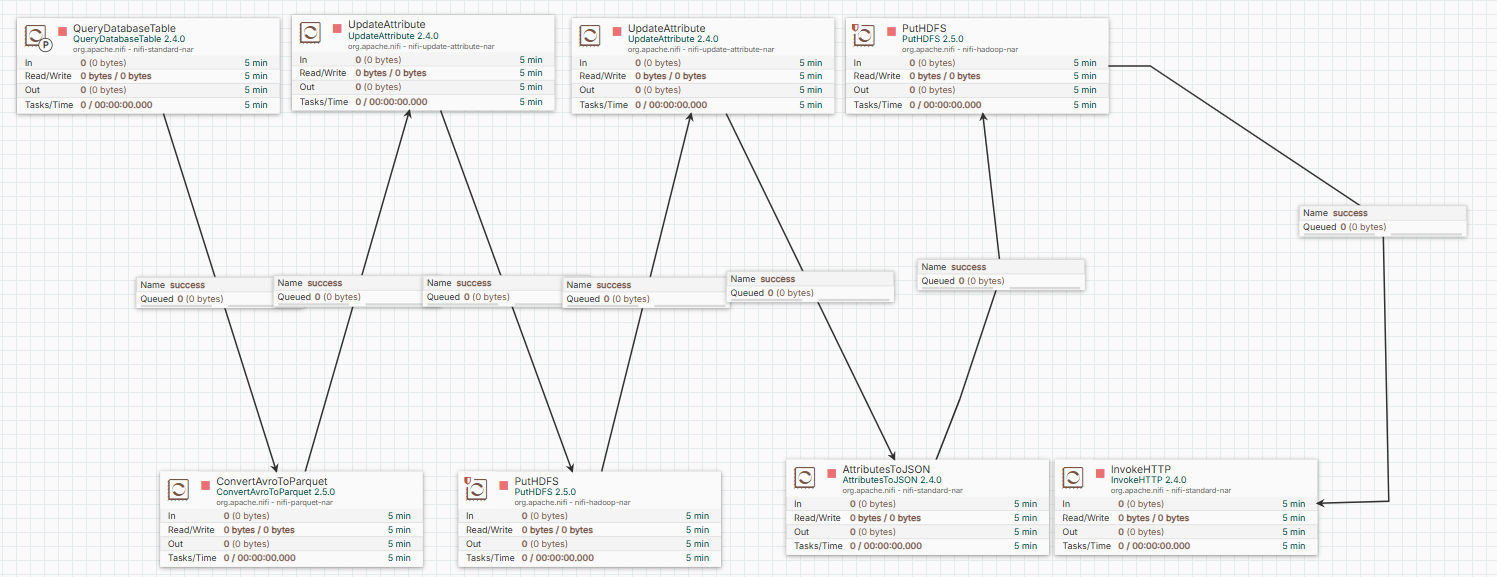 QueryDatabaseTable
QueryDatabaseTable 2.4.0
org.apache.nifi - nifi-standard-nar
In 0 (0 bytes) 5 min
Read/Write 0 bytes / 0 bytes 5 min
Out 0 (0 bytes) 5 min
Tasks/Time 0 / 00:00:00.000 5 min
P
UpdateAttribute
UpdateAttribute 2.4.0
org.apache.nifi - nifi-update-attribute-nar
In 0 (0 bytes) 5 min
Read/Write 0 bytes / 0 bytes 5 min
Out 0 (0 bytes) 5 min
Tasks/Time 0 / 00:00:00.000 5 min
UpdateAttribute
UpdateAttribute 2.4.0
org.apache.nifi - nifi-update-attribute-nar
In 0 (0 bytes) 5 min
Read/Write 0 bytes / 0 bytes 5 min
Out 0 (0 bytes) 5 min
Tasks/Time 0 / 00:00:00.000 5 min
PutHDFS
PutHDFS 2.5.0
org.apache.nifi - nifi-hadoop-nar
In 0 (0 bytes) 5 min
Read/Write 0 bytes / 0 bytes 5 min
Out 0 (0 bytes) 5 min
Tasks/Time 0 / 00:00:00.000 5 min
Name success
Queued 0 (0 bytes)
Name success
Queued 0 (0 bytes)
Name success
Queued 0 (0 bytes)
Name success
Queued 0 (0 bytes)
Name success
Queued 0 (0 bytes)
Name success
Queued 0 (0 bytes)
Name success
Queued 0 (0 bytes)
Name success
Queued 0 (0 bytes)
ConvertAvroToParquet
ConvertAvroToParquet 2.5.0
org.apache.nifi - nifi-parquet-nar
In 0 (0 bytes) 5 min
Read/Write 0 bytes / 0 bytes 5 min
Out 0 (0 bytes) 5 min
Tasks/Time 0 / 00:00:00.000 5 min
PutHDFS
PutHDFS 2.5.0
org.apache.nifi - nifi-hadoop-nar
In 0 (0 bytes) 5 min
Read/Write 0 bytes / 0 bytes 5 min
Out 0 (0 bytes) 5 min
Tasks/Time 0 / 00:00:00.000 5 min
AttributesToJSON
AttributesToJSON 2.4.0
org.apache.nifi - nifi-standard-nar
In 0 (0 bytes) 5 min
Read/Write 0 bytes / 0 bytes 5 min
Out 0 (0 bytes) 5 min
Tasks/Time 0 / 00:00:00.000 5 min
InvokeHTTP
InvokeHTTP 2.4.0
org.apache.nifi - nifi-standard-nar
In 0 (0 bytes) 5 min
Read/Write 0 bytes / 0 bytes 5 min
Out 0 (0 bytes) 5 min
Tasks/Time 0 / 00:00:00.000 5 min